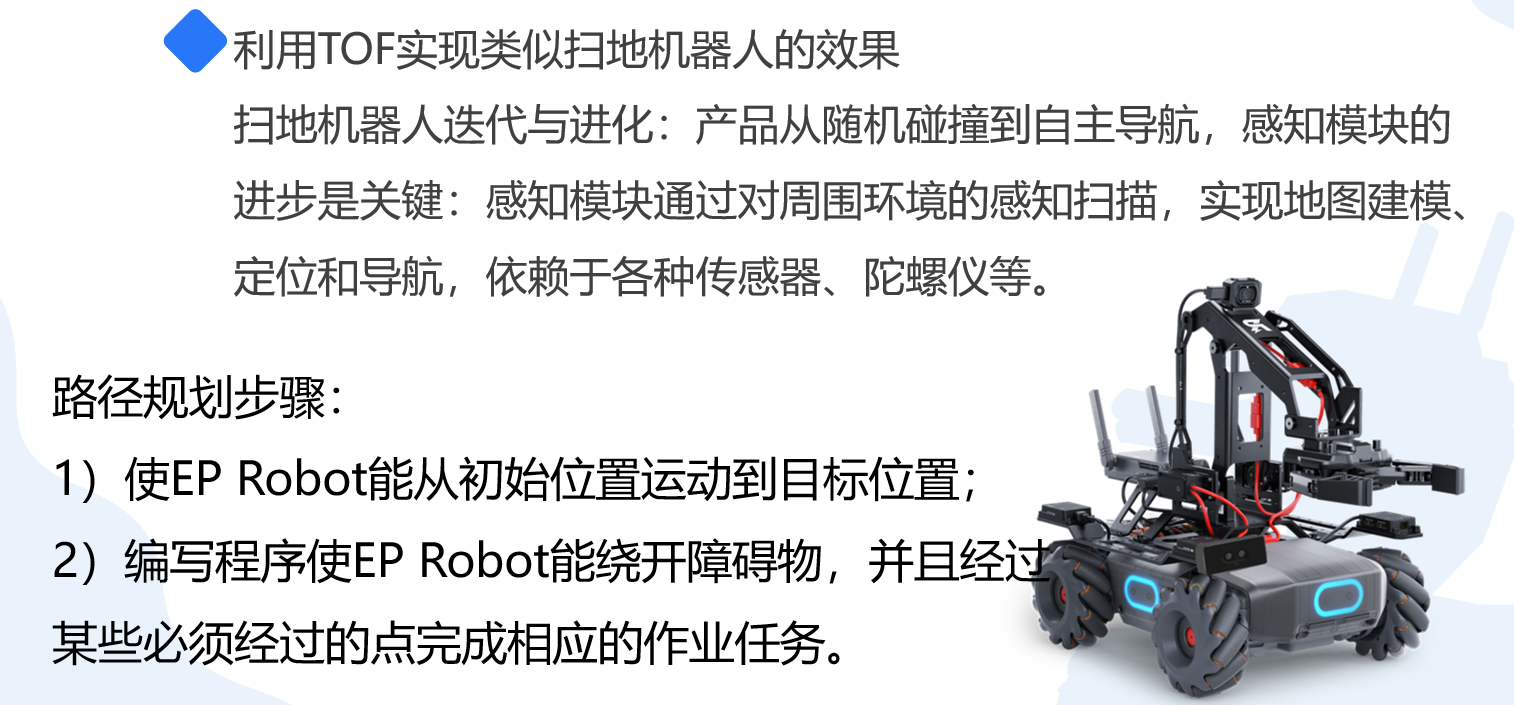 利用TOF实现类似扫地机器人的效果
扫地机器人迭代与进化：产品从随机碰撞到自主导航，感知模块的
进步是关键：感知模块通过对周围环境的感知扫描，实现地图建模、
定位和导航，依赖于各种传感器、陀螺仪等。
路径规划步骤：
1）使EP Robot能从初始位置运动到目标位置；
2）编写程序使EP Robot能绕开障碍物，并且经过
某些必须经过的点完成相应的作业任务。